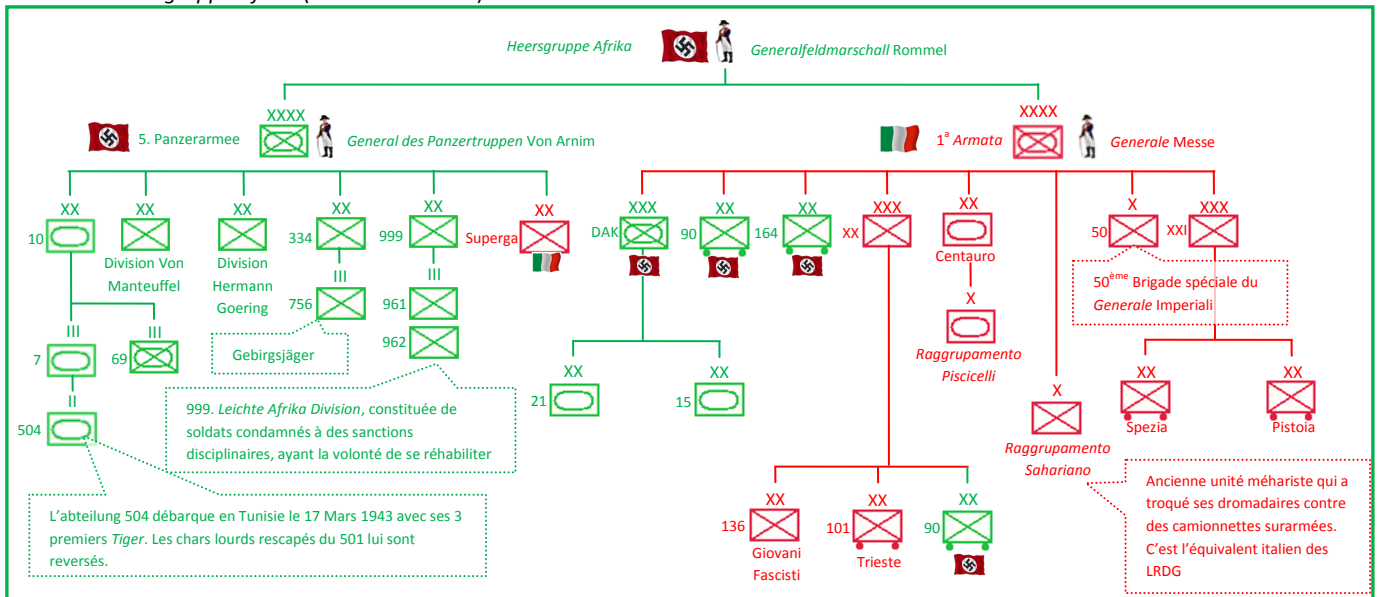 Heersgruppe Afrika
Generalfeldmarschall Rommel
XXXX
5. Panzerarmee
General des Panzertruppen Von Arnim
XXXX
1a Armata
Generale Messe
XX
10
XX
Division Von
Manteuffel
XX
Division
Hermann
Goering
XX
334
XX
999
XX
Superga
XXX
DAK
XX
90
XX
164
XXX
XX
XX
Centauro
X
50
XXX
XXI
III
756
Gebirgsjäger
961
962
III
7
III
69
II
504
999. Leichte Afrika Division, constituée de
soldats condamnés à des sanctions
disciplinaires, ayant la volonté de se réhabiliter
L'abteilung 504 débarque en Tunisie le 17 Mars 1943 avec ses 3
premiers Tiger. Les chars lourds rescapés du 501 lui sont
reversés.
XX
21
XX
15
X
Raggrupamento
Piscicelli
50ème Brigade spéciale du
Generale Imperiali
X
Raggrupamento
Sahariano
XX
Spezia
XX
Pistoia
XX
136
Giovani
Fascisti
XX
101
Trieste
XX
90
Ancienne unité méhariste qui a
troqué ses dromadaires contre
des camionnettes surarmées.
C'est l'équivalent italien des
LRDG